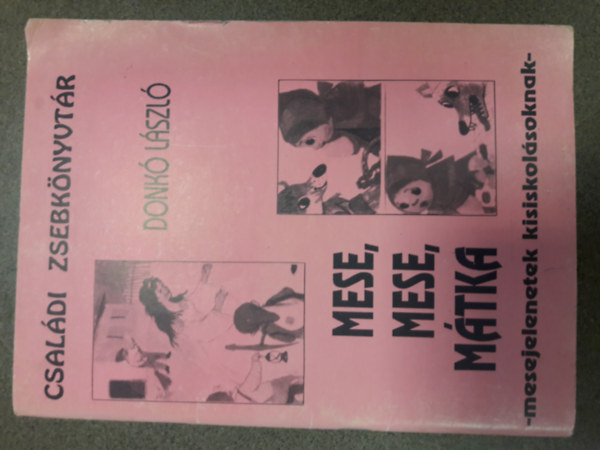 CSALÁDI ZSEBKÖNYVTÁR
DONKÓ LÁSZLÓ
MESE,
MESE,
MÁTKA
-mesejelenetek kisiskolásoknak-